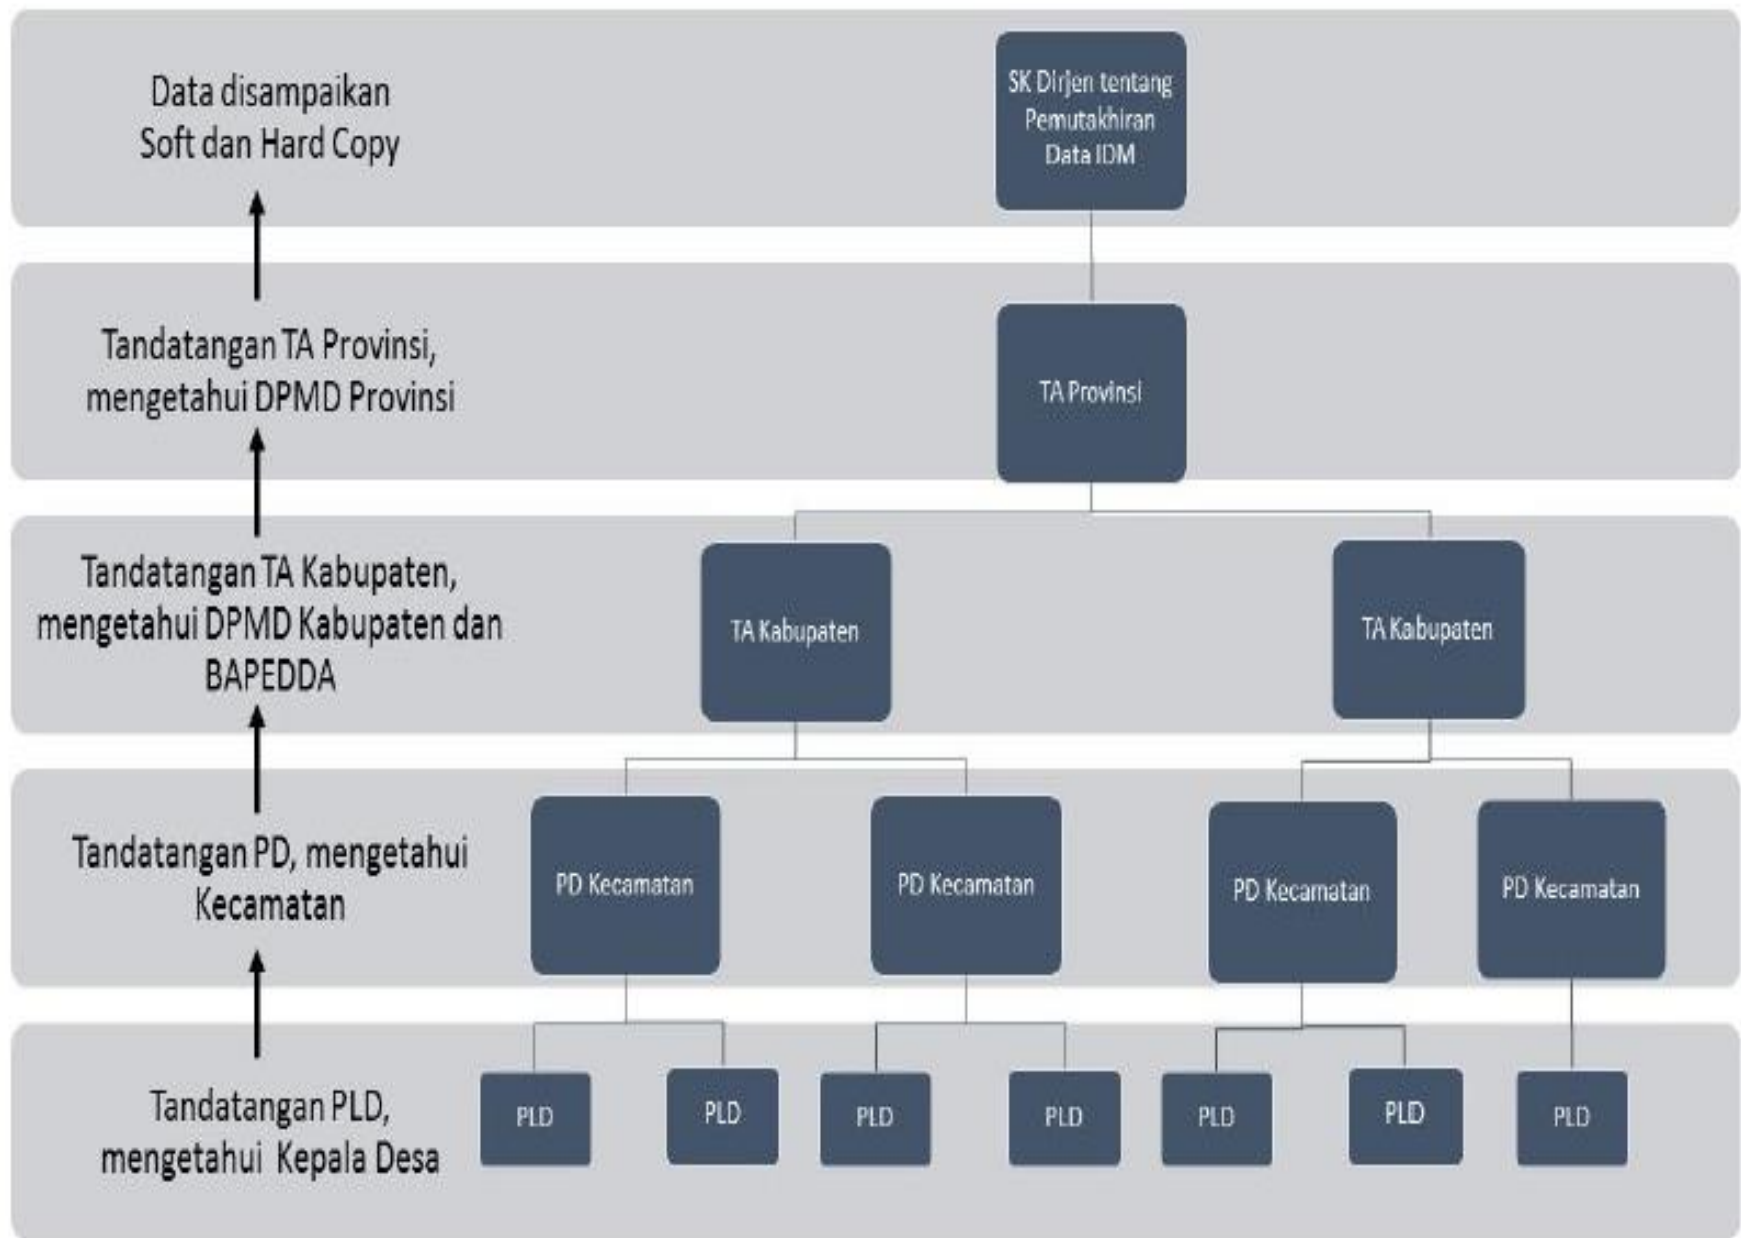 Data disampaikan
Soft dan Hard Copy
SK Dirjen tentang
Pemutakhiran
Data IDM
Tandatangan TA Provinsi,
mengetahui DPMD Provinsi
TA Provinsi
Tandatangan TA Kabupaten,
mengetahui DPMD Kabupaten dan
BAPEDDA
TA Kabupaten
TA Kabupaten
Tandatangan PD, mengetahui
Kecamatan
PD Kecamatan
PD Kecamatan
PD Kecamatan
PD Kecamatan
Tandatangan PLD,
mengetahui Kepala Desa
PLD
PLD
PLD
PLD
PLD
PLD
PLD